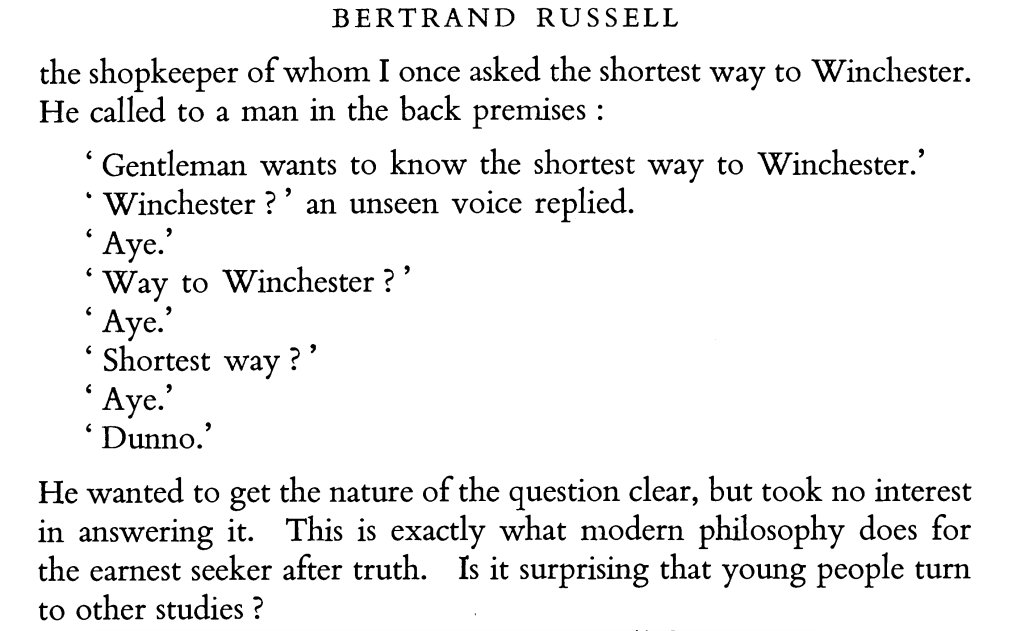 BERTRAND RUSSELL
the shopkeeper of whom I once asked the shortest way to Winchester.
He called to a man in the back premises :
‘ Gentleman wants to know the shortest way to Winchester.’
‘ Winchester ? ’ an unseen voice replied.
‘ Aye.’
‘ Way to Winchester ? ’
‘ Aye.’
‘ Shortest way ? ’
‘ Aye.’
‘ Dunno.’
He wanted to get the nature of the question clear, but took no interest
in answering it. This is exactly what modern philosophy does for
the earnest seeker after truth. Is it surprising that young people turn
to other studies ?